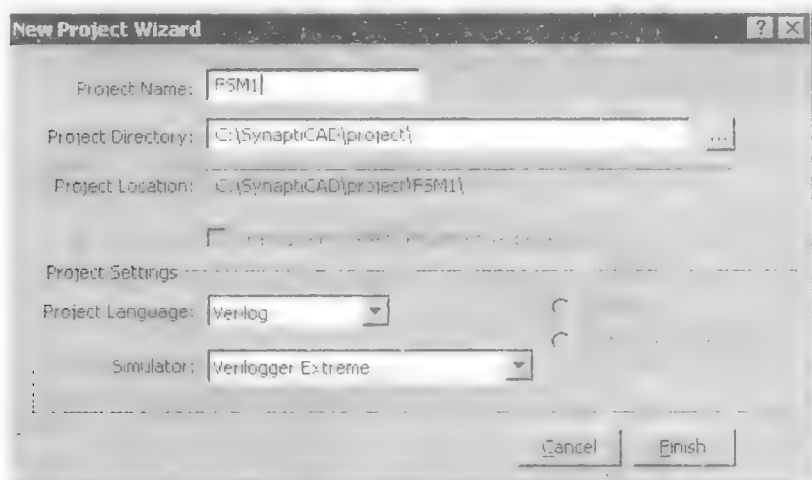 New Project Wizard
Project Name: FSM1
Project Directory: C:\SynaptiCAD\project\ ...
Project Location: C:\SynaptiCAD\project\FSM1\
Project Settings
Project Language: Verilog
Simulator: Verilogger Extreme
Cancel Finish